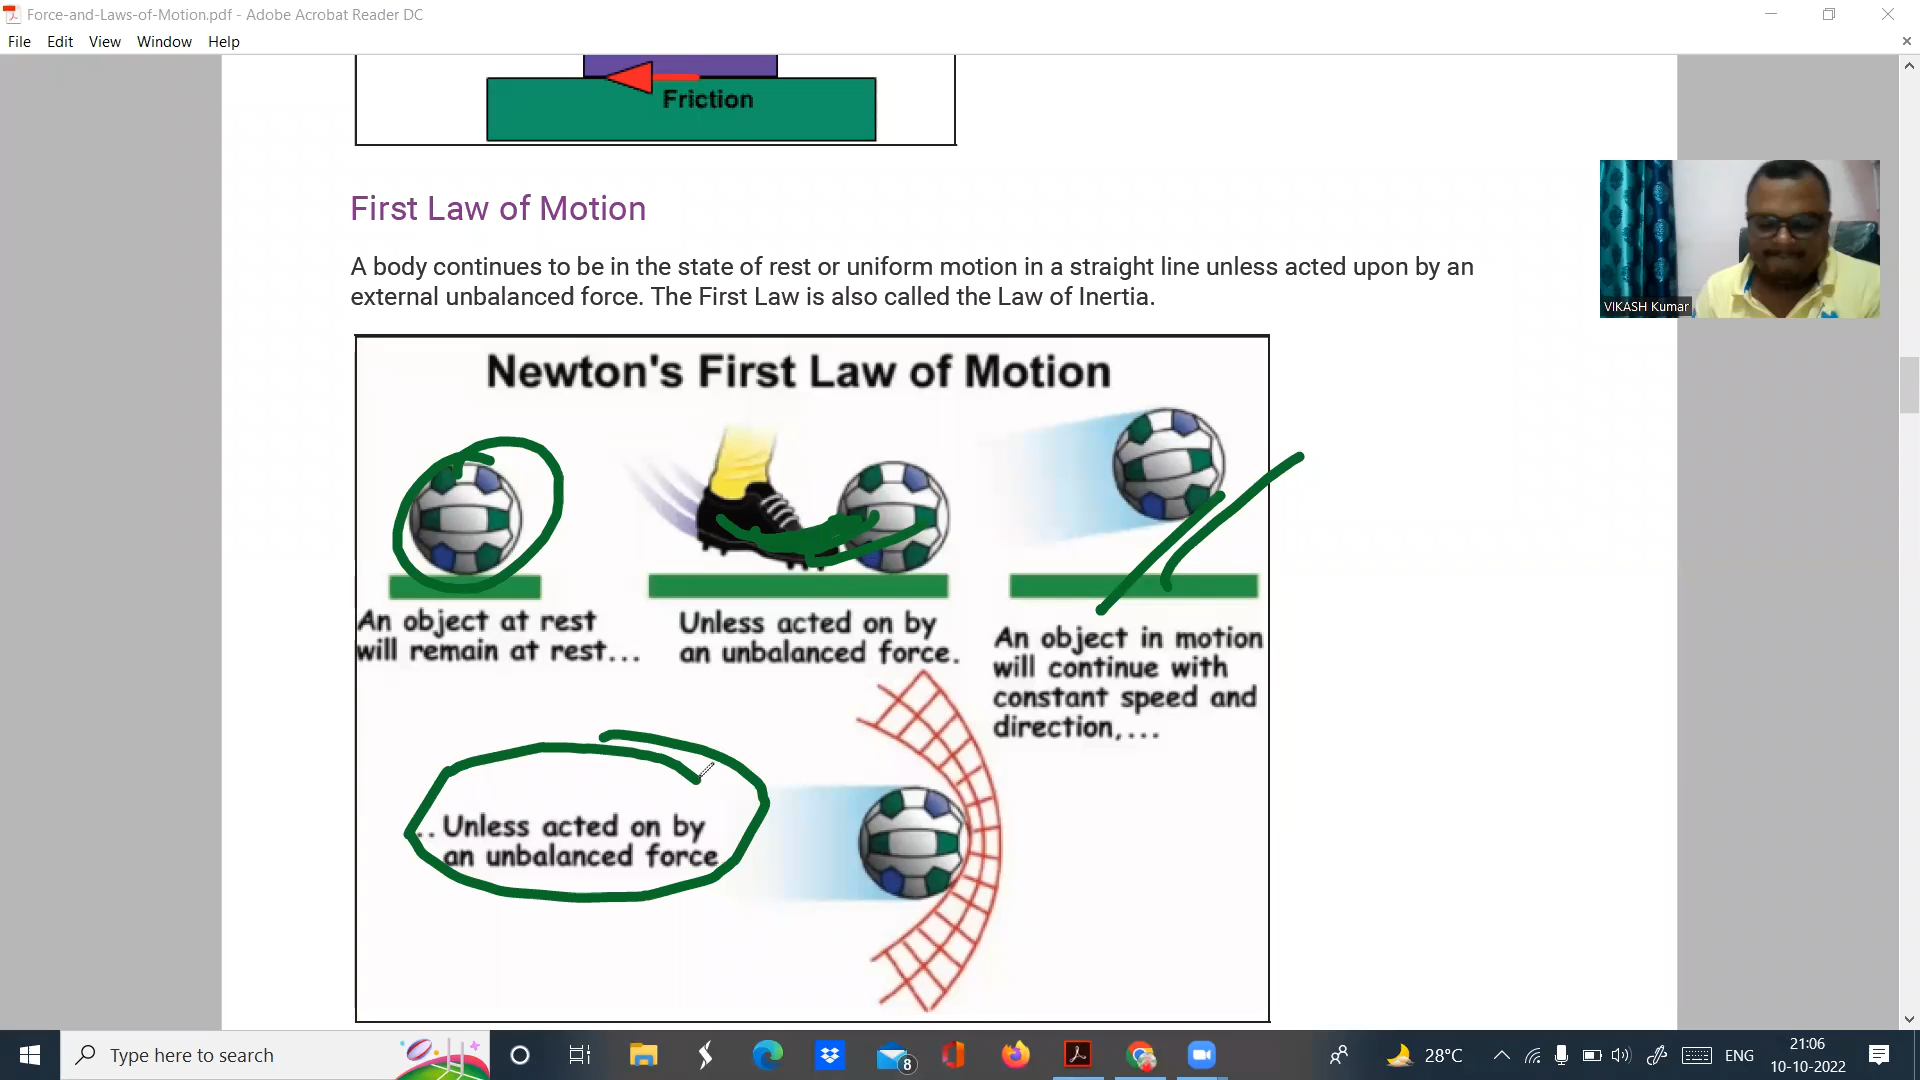 Force-and-Laws-of-Motion.pdf - Adobe Acrobat Reader DC
File Edit View Window Help
Friction
First Law of Motion
A body continues to be in the state of rest or uniform motion in a straight line unless acted upon by an
external unbalanced force. The First Law is also called the Law of Inertia.
VIKASH Kumar
Newton's First Law of Motion
An object at rest
will remain at rest...
Unless acted on by
an unbalanced force.
An object in motion
will continue with
constant speed and
direction,...
.. Unless acted on by
an unbalanced force
Type here to search
8
28°C
ENG
21:06
10-10-2022